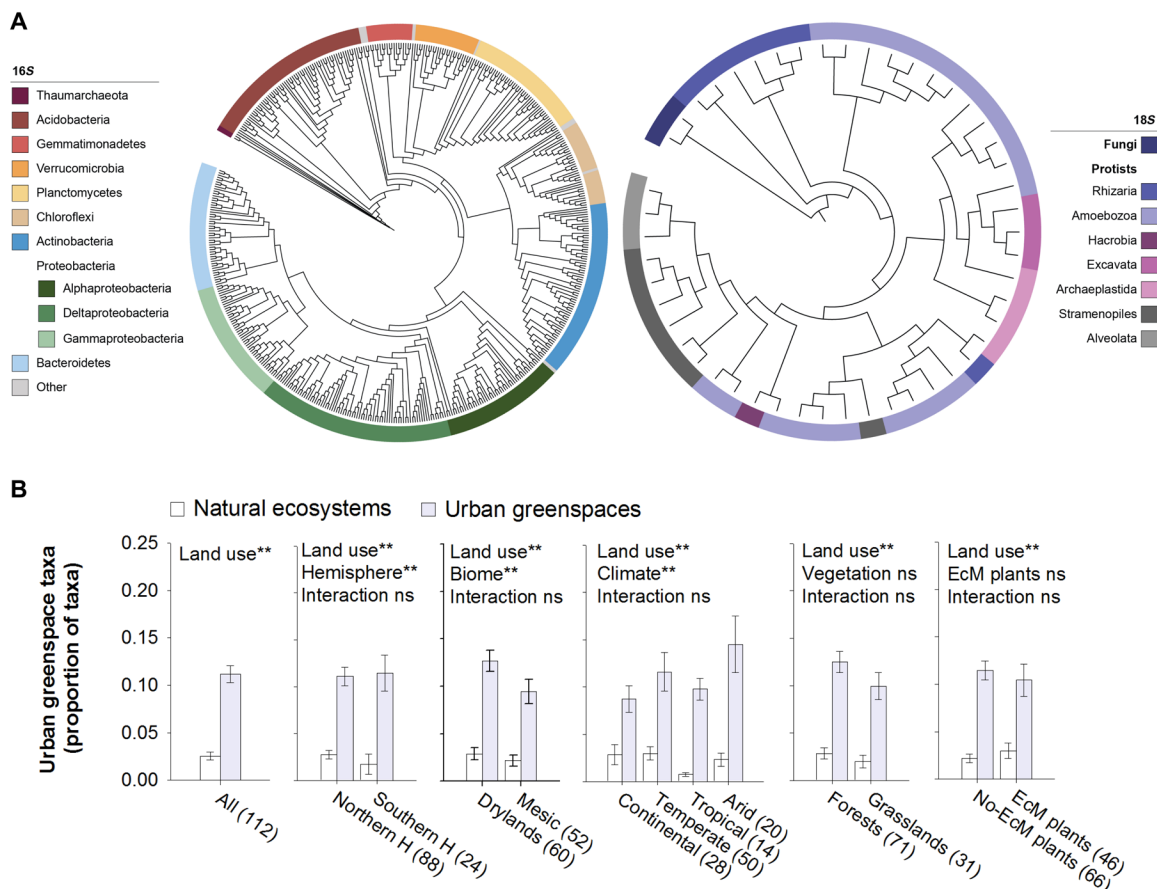 A
16S
Thaumarchaeota
Acidobacteria
Gemmatimonadetes
Verrucomicrobia
Planctomycetes
Chloroflexi
Actinobacteria
Proteobacteria
Alphaproteobacteria
Deltaproteobacteria
Gammaproteobacteria
Bacteroidetes
Other
18S
Fungi
Protists
Rhizaria
Amoebozoa
Hacrobia
Excavata
Archaeplastida
Stramenopiles
Alveolata
B
Natural ecosystems
Urban greenspaces
Urban greenspace taxa
(proportion of taxa)
0.25
0.20
0.15
0.10
0.05
0.00
Land use**
All (112)
Land use**
Hemisphere**
Interaction ns
Northern H (88)
Southern H (24)
Land use**
Biome**
Interaction ns
Drylands (60)
Mesic (52)
Land use**
Climate**
Interaction ns
Continental (28)
Temperate (50)
Tropical (14)
Arid (20)
Land use**
Vegetation ns
Interaction ns
Forests (71)
Grasslands (31)
Land use**
EcM plants ns
Interaction ns
No-EcM plants (66)
EcM plants (46)